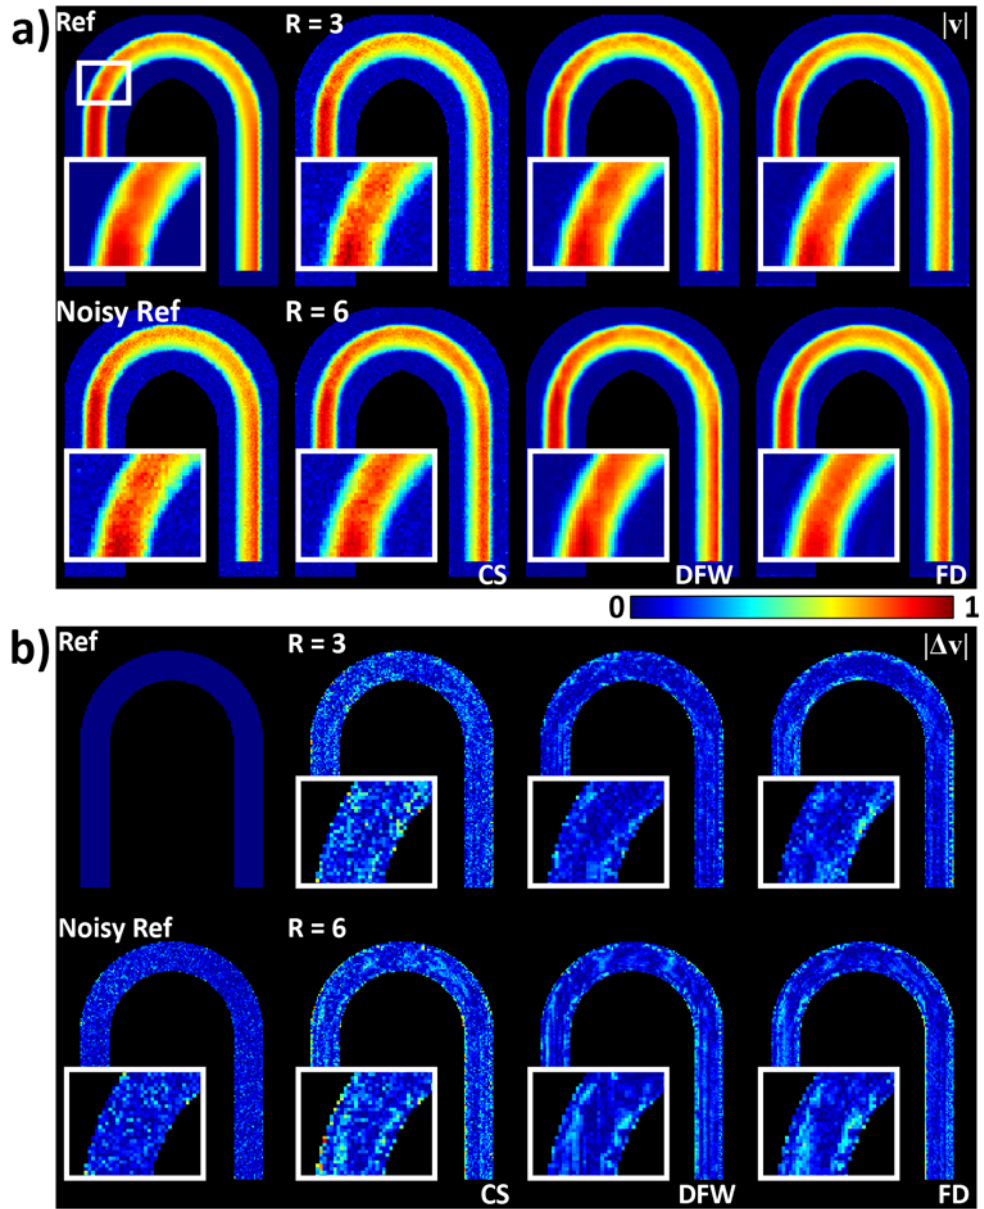 a)
Ref
R = 3
|v|
Noisy Ref
R = 6
CS
DFW
FD
0
1
b)
Ref
R = 3
|Δv|
Noisy Ref
R = 6
CS
DFW
FD